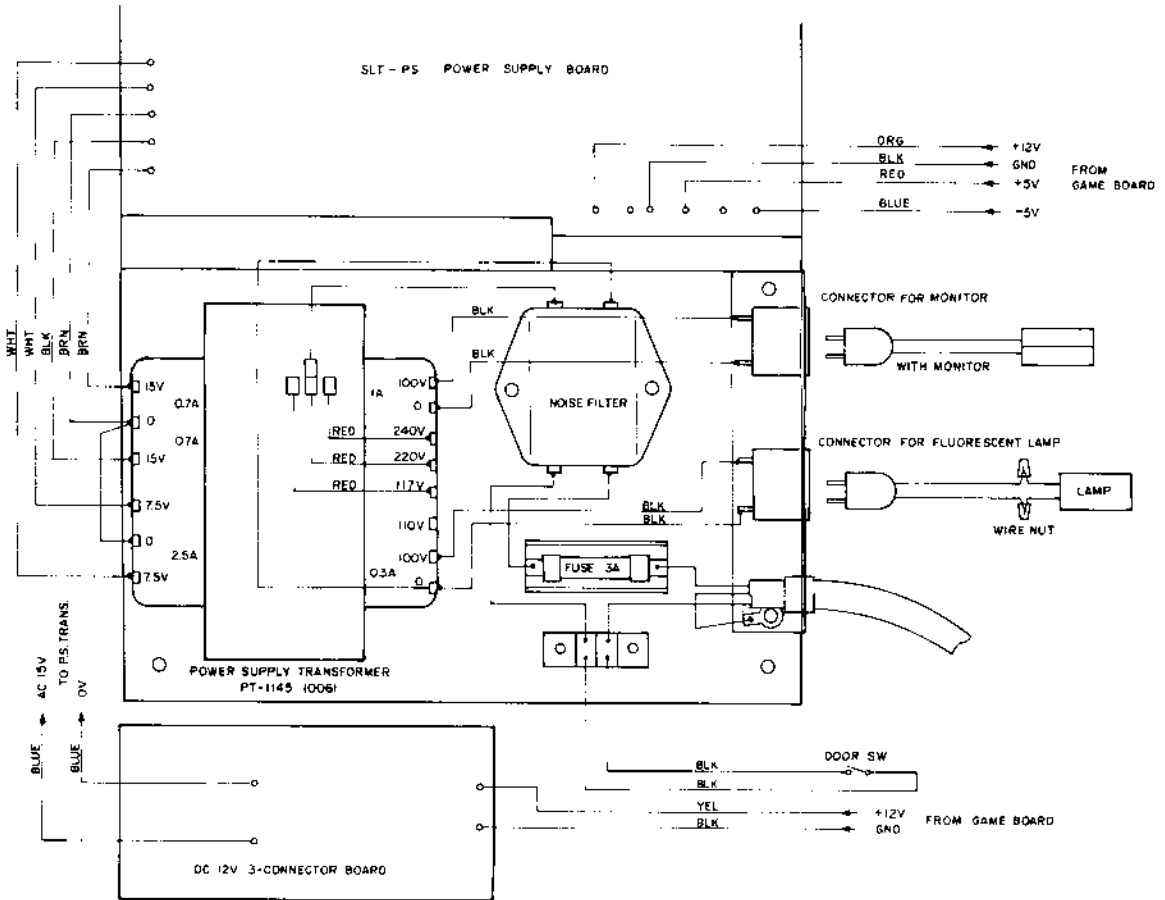 SLT-PS POWER SUPPLY BOARD
ORG
+12V
BLK
GND
RED
+5V
FROM
GAME BOARD
BLUE
-5V
WHT
WHT
BLK
BRN
BRN
CONNECTOR FOR MONITOR
WITH MONITOR
BLK
BLK
NOISE FILTER
15V
0.7A
0
0.7A
15V
7.5V
0
2.5A
7.5V
1A
100V
0
RED
240V
RED
220V
RED
117V
110V
100V
0.3A
0
CONNECTOR FOR FLUORESCENT LAMP
LAMP
WIRE NUT
BLK
BLK
FUSE 3A
POWER SUPPLY TRANSFORMER
PT-1145 (006)
AC 15V
TO P.S.TRANS.
0V
BLUE
BLUE
DOOR SW
BLK
BLK
YEL
+12V
BLK
GND
FROM GAME BOARD
DC 12V 3-CONNECTOR BOARD